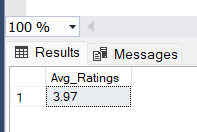 100 %
Results Messages
Avg_Ratings
1 3.97